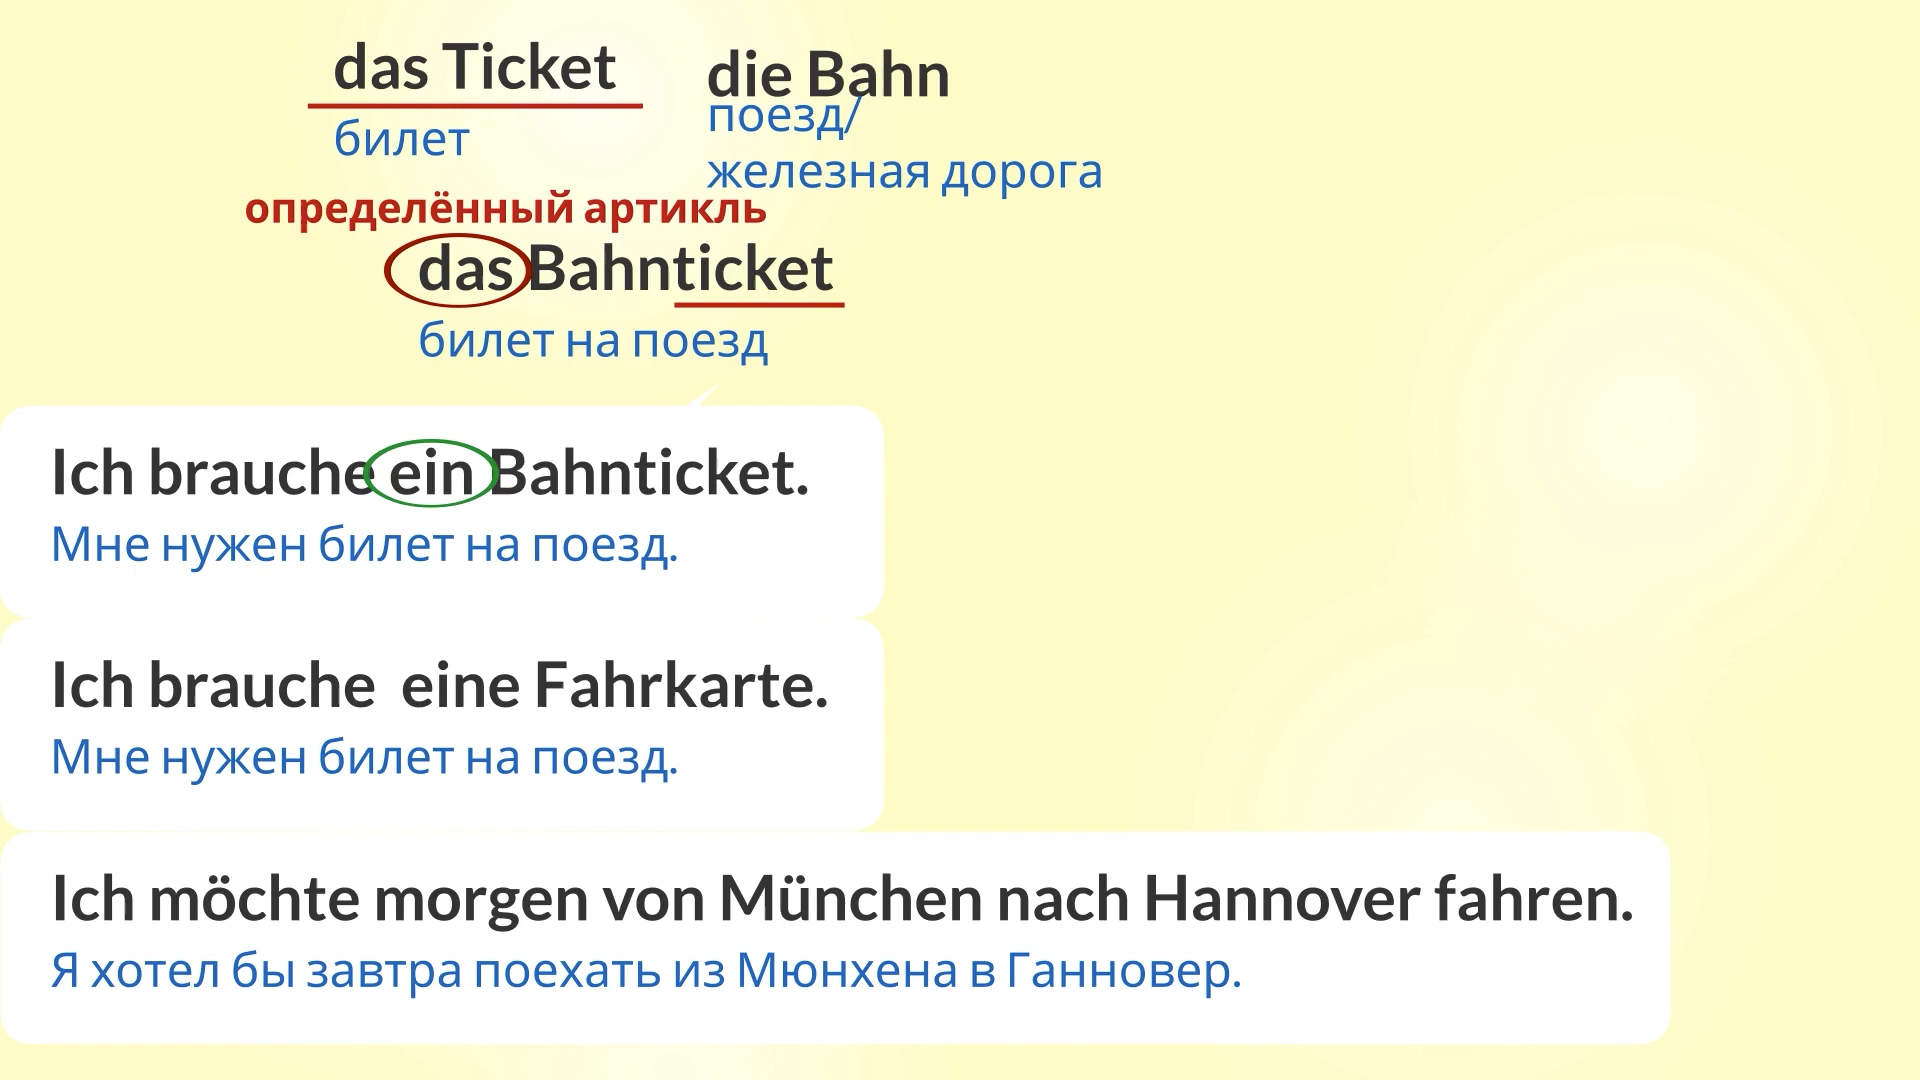 das Ticket
die Bahn
билет
поезд/
железная дорога
определённый артикль
das Bahnticket
билет на поезд
Ich brauche ein Bahnticket.
Мне нужен билет на поезд.
Ich brauche eine Fahrkarte.
Мне нужен билет на поезд.
Ich möchte morgen von München nach Hannover fahren.
Я хотел бы завтра поехать из Мюнхена в Ганновер.